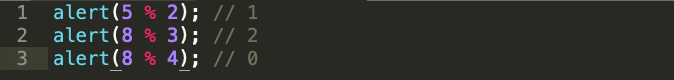 1 alert(5 % 2); // 1
2 alert(8 % 3); // 2
3 alert(8 % 4); // 0